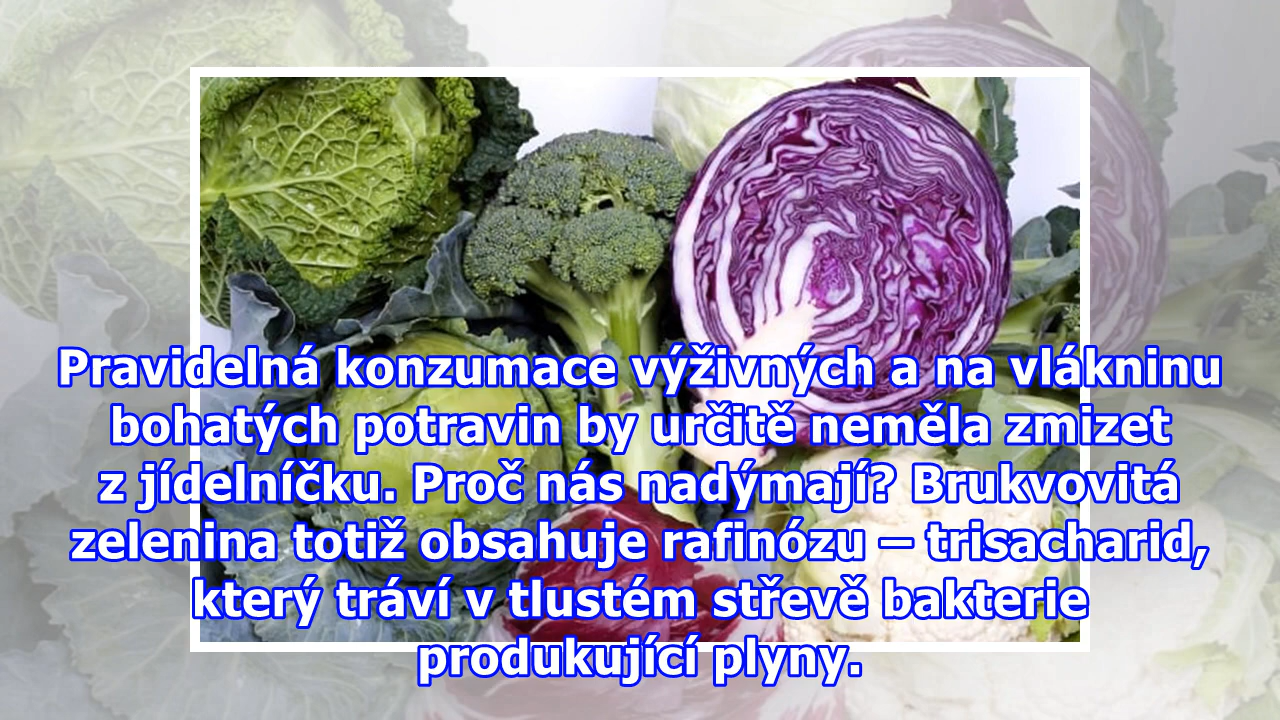 Pravidelná konzumace výživných a na vlákninu
bohatých potravin by určitě neměla zmizet
z jídelníčku. Proč nás nadýmají? Brukvovitá
zelenina totiž obsahuje rafinózu – trisacharid,
který tráví v tlustém střevě bakterie
produkující plyny.